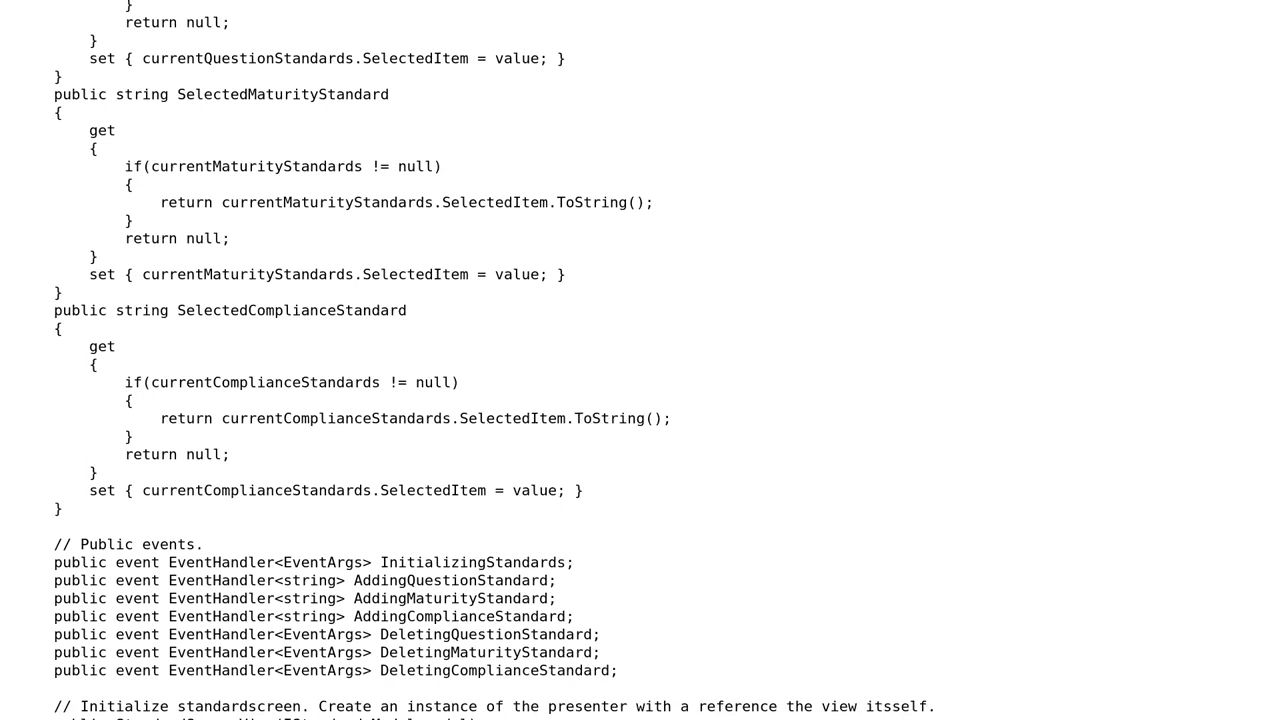 }
return null;
}
set { currentQuestionStandards.SelectedItem = value; }
}
public string SelectedMaturityStandard
{
get
{
if(currentMaturityStandards != null)
{
return currentMaturityStandards.SelectedItem.ToString();
}
return null;
}
set { currentMaturityStandards.SelectedItem = value; }
}
public string SelectedComplianceStandard
{
get
{
if(currentComplianceStandards != null)
{
return currentComplianceStandards.SelectedItem.ToString();
}
return null;
}
set { currentComplianceStandards.SelectedItem = value; }
}
// Public events.
public event EventHandler<EventArgs> InitializingStandards;
public event EventHandler<string> AddingQuestionStandard;
public event EventHandler<string> AddingMaturityStandard;
public event EventHandler<string> AddingComplianceStandard;
public event EventHandler<EventArgs> DeletingQuestionStandard;
public event EventHandler<EventArgs> DeletingMaturityStandard;
public event EventHandler<EventArgs> DeletingComplianceStandard;
// Initialize standardscreen. Create an instance of the presenter with a reference the view itsself.